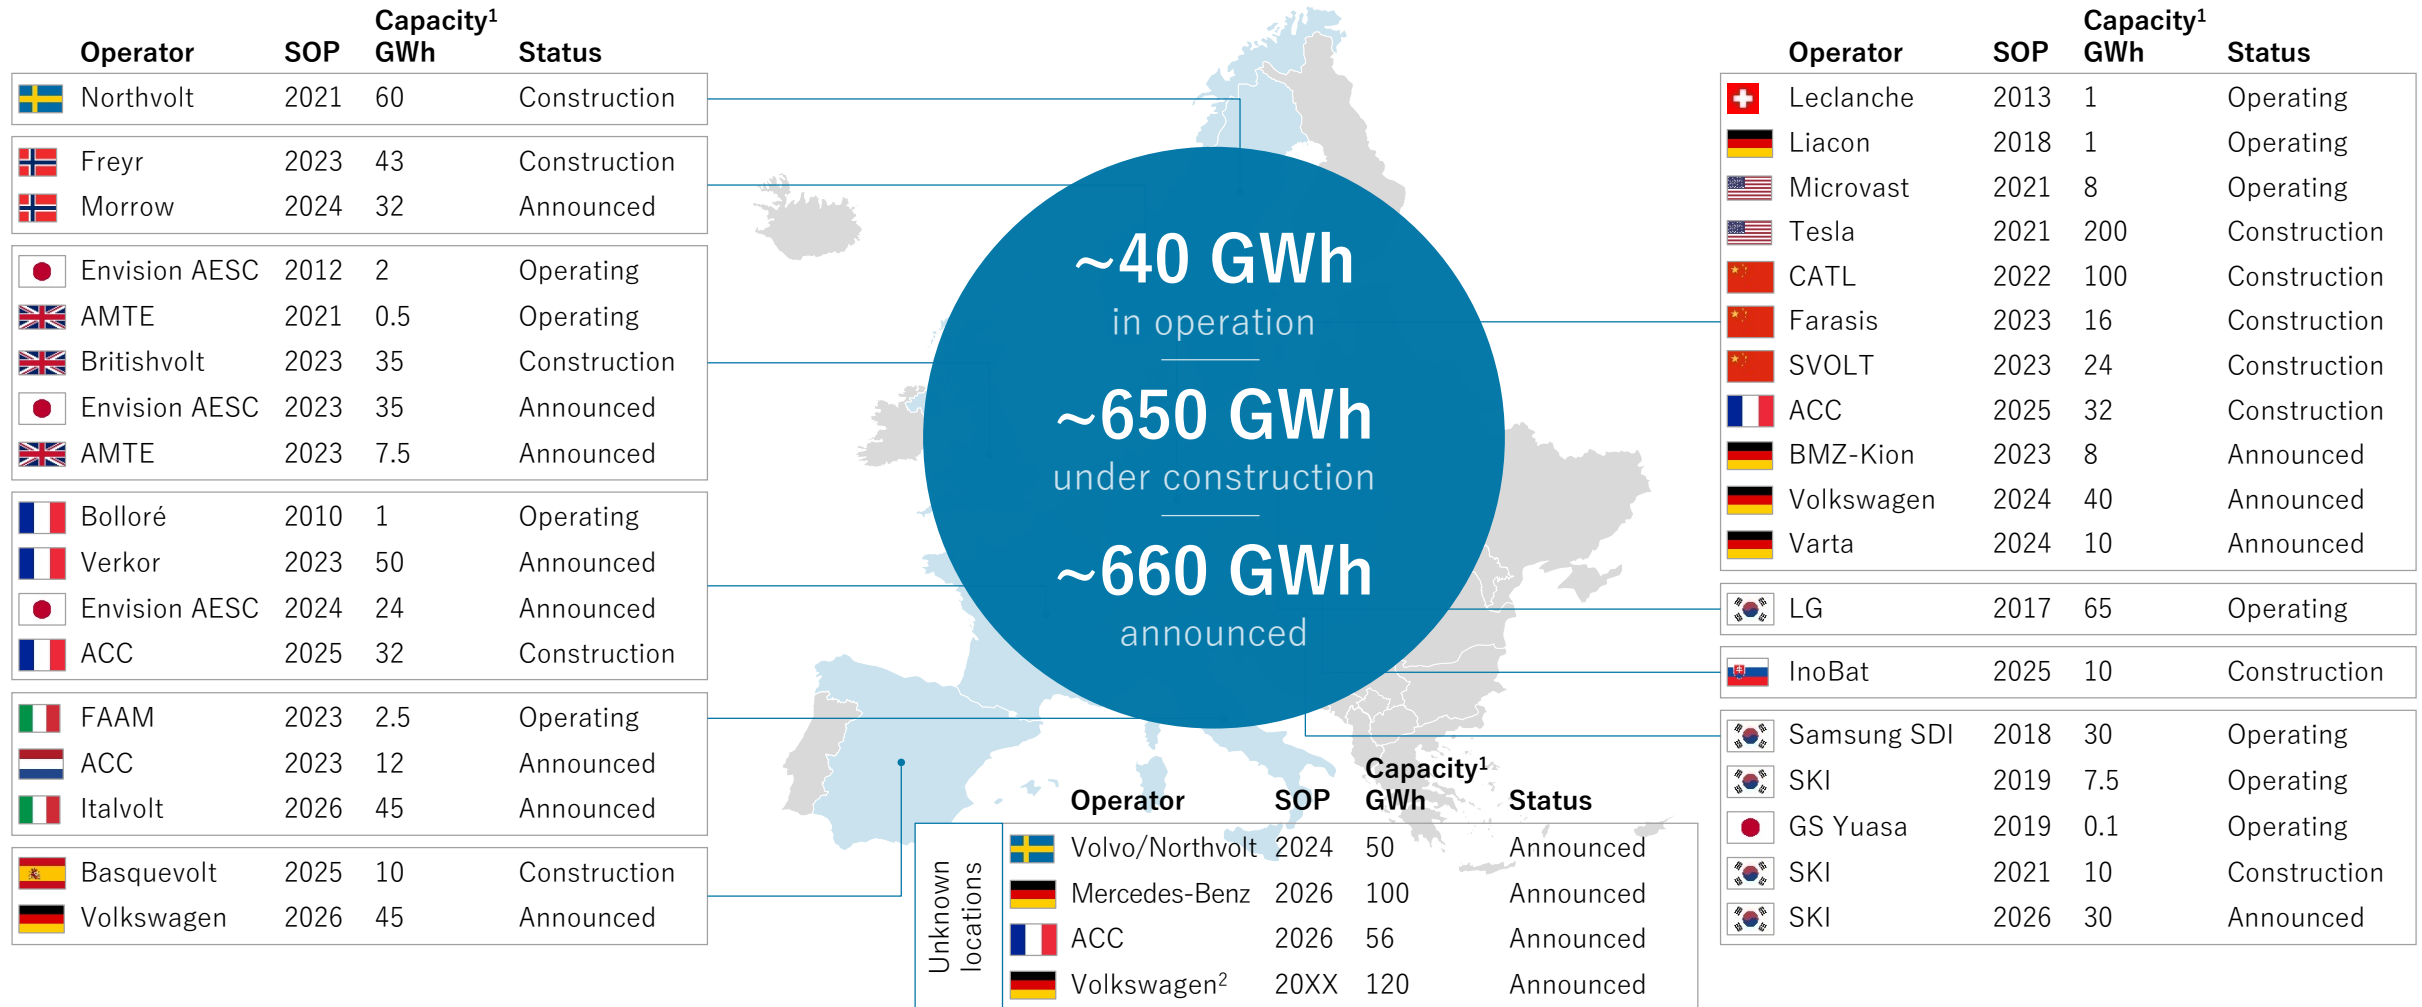 Operator SOP Capacity1 GWh Status
Northvolt 2021 60 Construction
Freyr 2023 43 Construction
Morrow 2024 32 Announced
Envision AESC 2012 2 Operating
AMTE 2021 0.5 Operating
Britishvolt 2023 35 Construction
Envision AESC 2023 35 Announced
AMTE 2023 7.5 Announced
Bolloré 2010 1 Operating
Verkor 2023 50 Announced
Envision AESC 2024 24 Announced
ACC 2025 32 Construction
FAAM 2023 2.5 Operating
ACC 2023 12 Announced
Italvolt 2026 45 Announced
Basquevolt 2025 10 Construction
Volkswagen 2026 45 Announced
~40 GWh
in operation
~650 GWh
under construction
~660 GWh
announced
Operator SOP Capacity1 GWh Status
Unknown locations
Volvo/Northvolt 2024 50 Announced
Mercedes-Benz 2026 100 Announced
ACC 2026 56 Announced
Volkswagen2 20XX 120 Announced
Operator SOP Capacity1 GWh Status
Leclanche 2013 1 Operating
Liacon 2018 1 Operating
Microvast 2021 8 Operating
Tesla 2021 200 Construction
CATL 2022 100 Construction
Farasis 2023 16 Construction
SVOLT 2023 24 Construction
ACC 2025 32 Construction
BMZ-Kion 2023 8 Announced
Volkswagen 2024 40 Announced
Varta 2024 10 Announced
LG 2017 65 Operating
InoBat 2025 10 Construction
Samsung SDI 2018 30 Operating
SKI 2019 7.5 Operating
GS Yuasa 2019 0.1 Operating
SKI 2021 10 Construction
SKI 2026 30 Announced